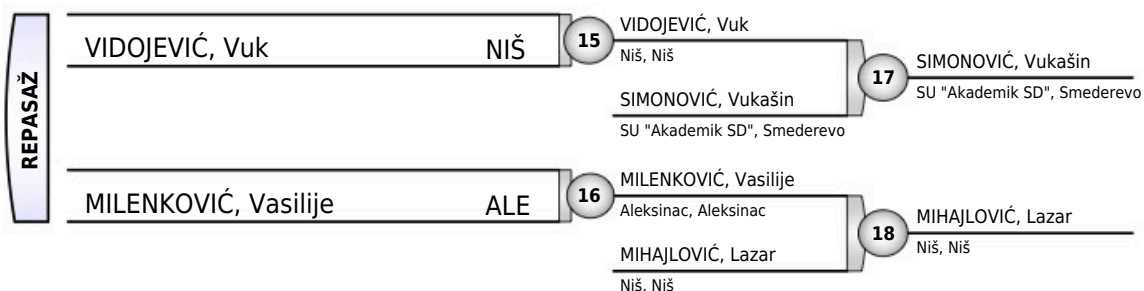 REPASAŽ
VIDOJEVIĆ, Vuk NIŠ
15
VIDOJEVIĆ, Vuk
Niš, Niš
SIMONOVIĆ, Vukašin
SU "Akademik SD", Smederevo
17
SIMONOVIĆ, Vukašin
SU "Akademik SD", Smederevo
MILENKOVIĆ, Vasilije ALE
16
MILENKOVIĆ, Vasilije
Aleksinac, Aleksinac
MIHAJLOVIĆ, Lazar
Niš, Niš
18
MIHAJLOVIĆ, Lazar
Niš, Niš